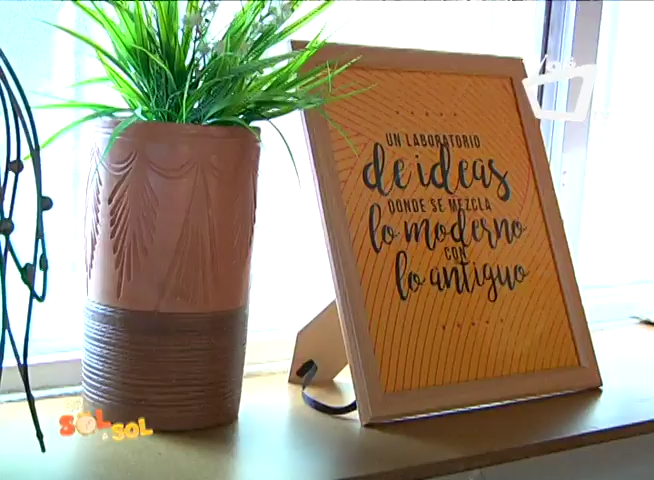 UN LABORATORIO
de ideas
DONDE SE MEZCLA
lo moderno
CON
lo antiguo
SOL
A
SOL